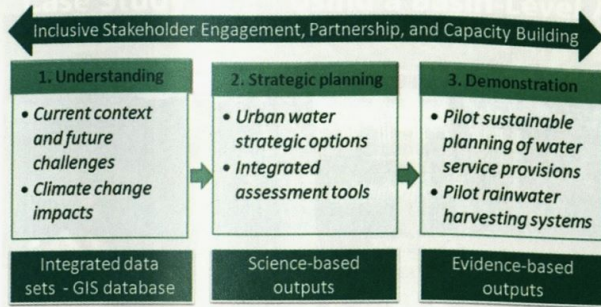 Inclusive Stakeholder Engagement, Partnership, and Capacity Building
1. Understanding
• Current context
and future
challenges
• Climate change
impacts
Integrated data
sets - GIS database
2. Strategic planning
• Urban water
strategic options
• Integrated
assessment tools
Science-based
outputs
3. Demonstration
• Pilot sustainable
planning of water
service provisions
• Pilot rainwater
harvesting systems
Evidence-based
outputs